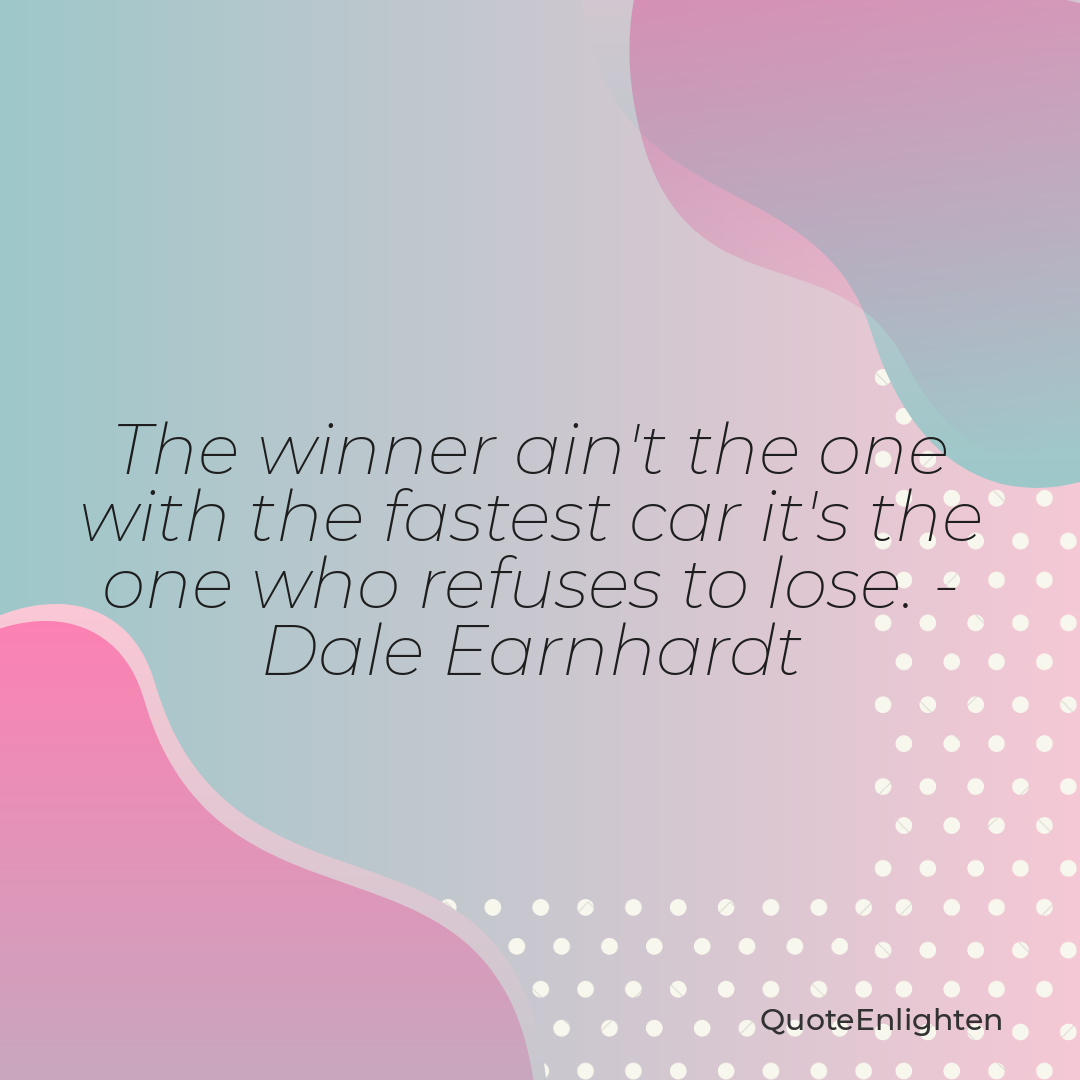 The winner ain't the one
with the fastest car it's the
one who refuses to lose. -
Dale Earnhardt
QuoteEnlighten